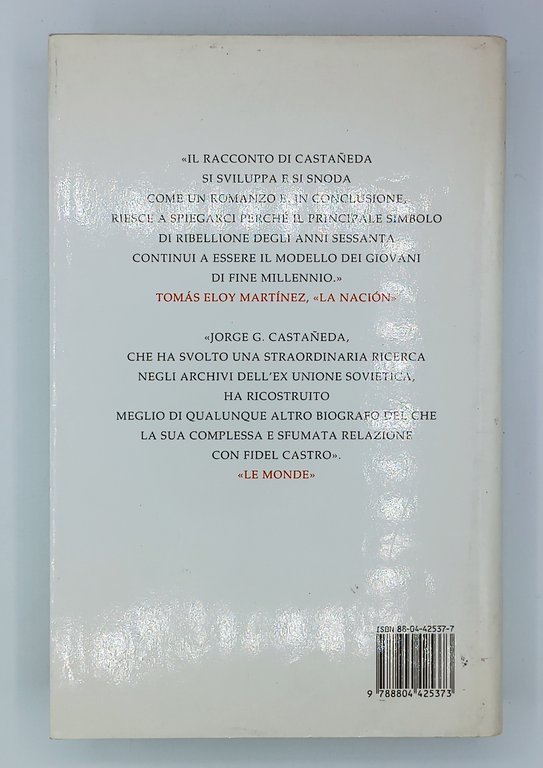 «IL RACCONTO DI CASTAÑEDA
SI SVILUPPA E SI SNODA
COME UN ROMANZO E, IN CONCLUSIONE,
RIESCE A SPIEGARCI PERCHÉ IL PRINCIPALE SIMBOLO
DI RIBELLIONE DEGLI ANNI SESSANTA
CONTINUI A ESSERE IL MODELLO DEI GIOVANI
DI FINE MILLENNIO.»
TOMÁS ELOY MARTÍNEZ, «LA NACIÓN»
«JORGE G. CASTAÑEDA,
CHE HA SVOLTO UNA STRAORDINARIA RICERCA
NEGLI ARCHIVI DELL'EX UNIONE SOVIETICA,
HA RICOSTRUITO
MEGLIO DI QUALUNQUE ALTRO BIOGRAFO DEL CHE
LA SUA COMPLESSA E SFUMATA RELAZIONE
CON FIDEL CASTRO».
«LE MONDE»
ISBN 88-04-42537-7
9 788804 425373